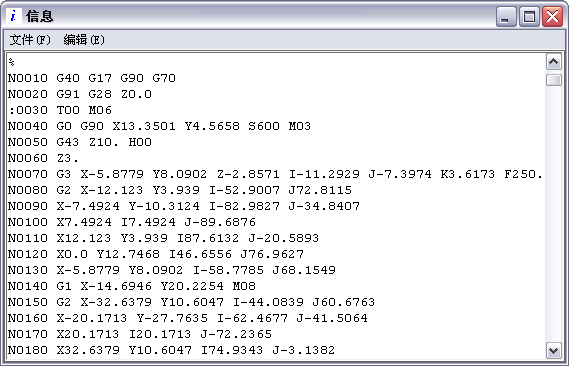 i 信息
文件(F) 编辑(E)
%
N0010 G40 G17 G90 G70
N0020 G91 G28 Z0.0
:0030 T00 M06
N0040 G0 G90 X13.3501 Y4.5658 S600 M03
N0050 G43 Z10. H00
N0060 Z3.
N0070 G3 X-5.8779 Y8.0902 Z-2.8571 I-11.2929 J-7.3974 K3.6173 F250.
N0080 G2 X-12.123 Y3.939 I-52.9007 J72.8115
N0090 X-7.4924 Y-10.3124 I-82.9827 J-34.8407
N0100 X7.4924 I7.4924 J-89.6876
N0110 X12.123 Y3.939 I87.6132 J-20.5893
N0120 X0.0 Y12.7468 I46.6556 J76.9627
N0130 X-5.8779 Y8.0902 I-58.7785 J68.1549
N0140 G1 X-14.6946 Y20.2254 M08
N0150 G2 X-32.6379 Y10.6047 I-44.0839 J60.6763
N0160 X-20.1713 Y-27.7635 I-62.4677 J-41.5064
N0170 X20.1713 I20.1713 J-72.2365
N0180 X32.6379 Y10.6047 I74.9343 J-3.1382